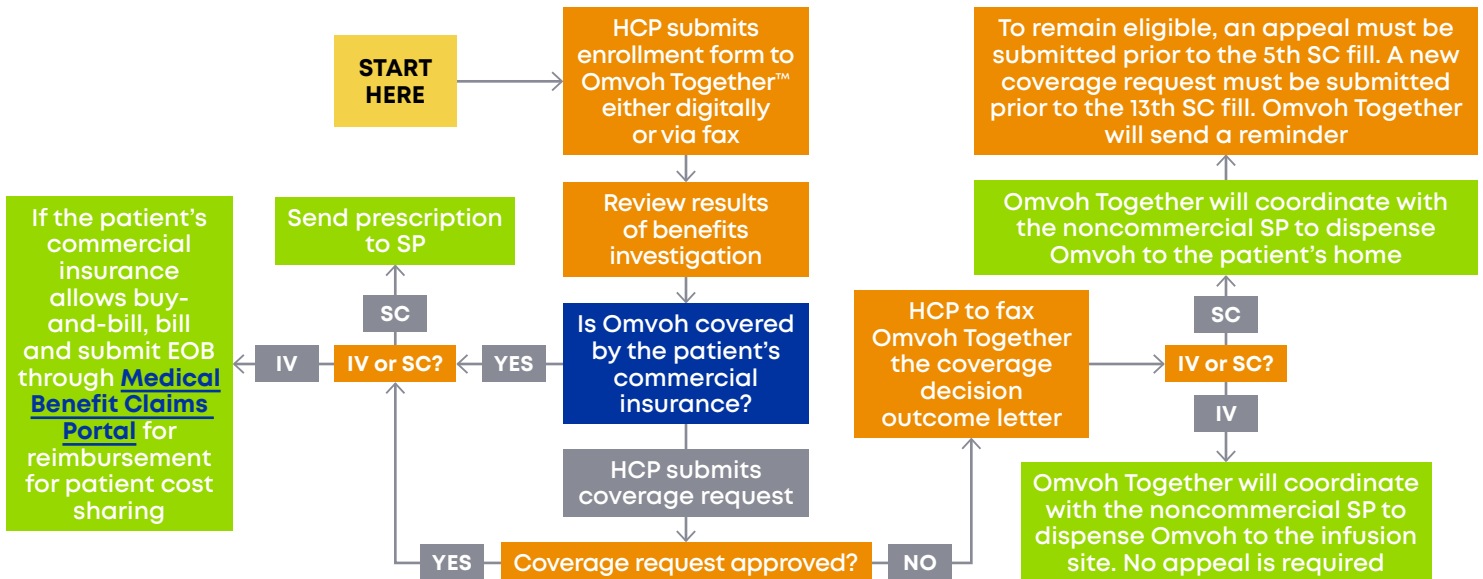 START
HERE
HCP submits
enrollment form to
Omvoh Together™
either digitally
or via fax
Review results
of benefits
investigation
Is Omvoh covered
by the patient's
commercial
insurance?
YES
IV or SC?
SC
Send prescription
to SP
IV
If the patient's
commercial
insurance
allows buy-
and-bill, bill
and submit EOB
through Medical
Benefit Claims
Portal for
reimbursement
for patient cost
sharing
HCP submits
coverage request
Coverage request approved?
YES
NO
HCP to fax
Omvoh Together
the coverage
decision
outcome letter
IV or SC?
SC
Omvoh Together will coordinate with
the noncommercial SP to dispense
Omvoh to the patient's home
To remain eligible, an appeal must be
submitted prior to the 5th SC fill. A new
coverage request must be submitted
prior to the 13th SC fill. Omvoh Together
will send a reminder
IV
Omvoh Together will coordinate
with the noncommercial SP to
dispense Omvoh to the infusion
site. No appeal is required